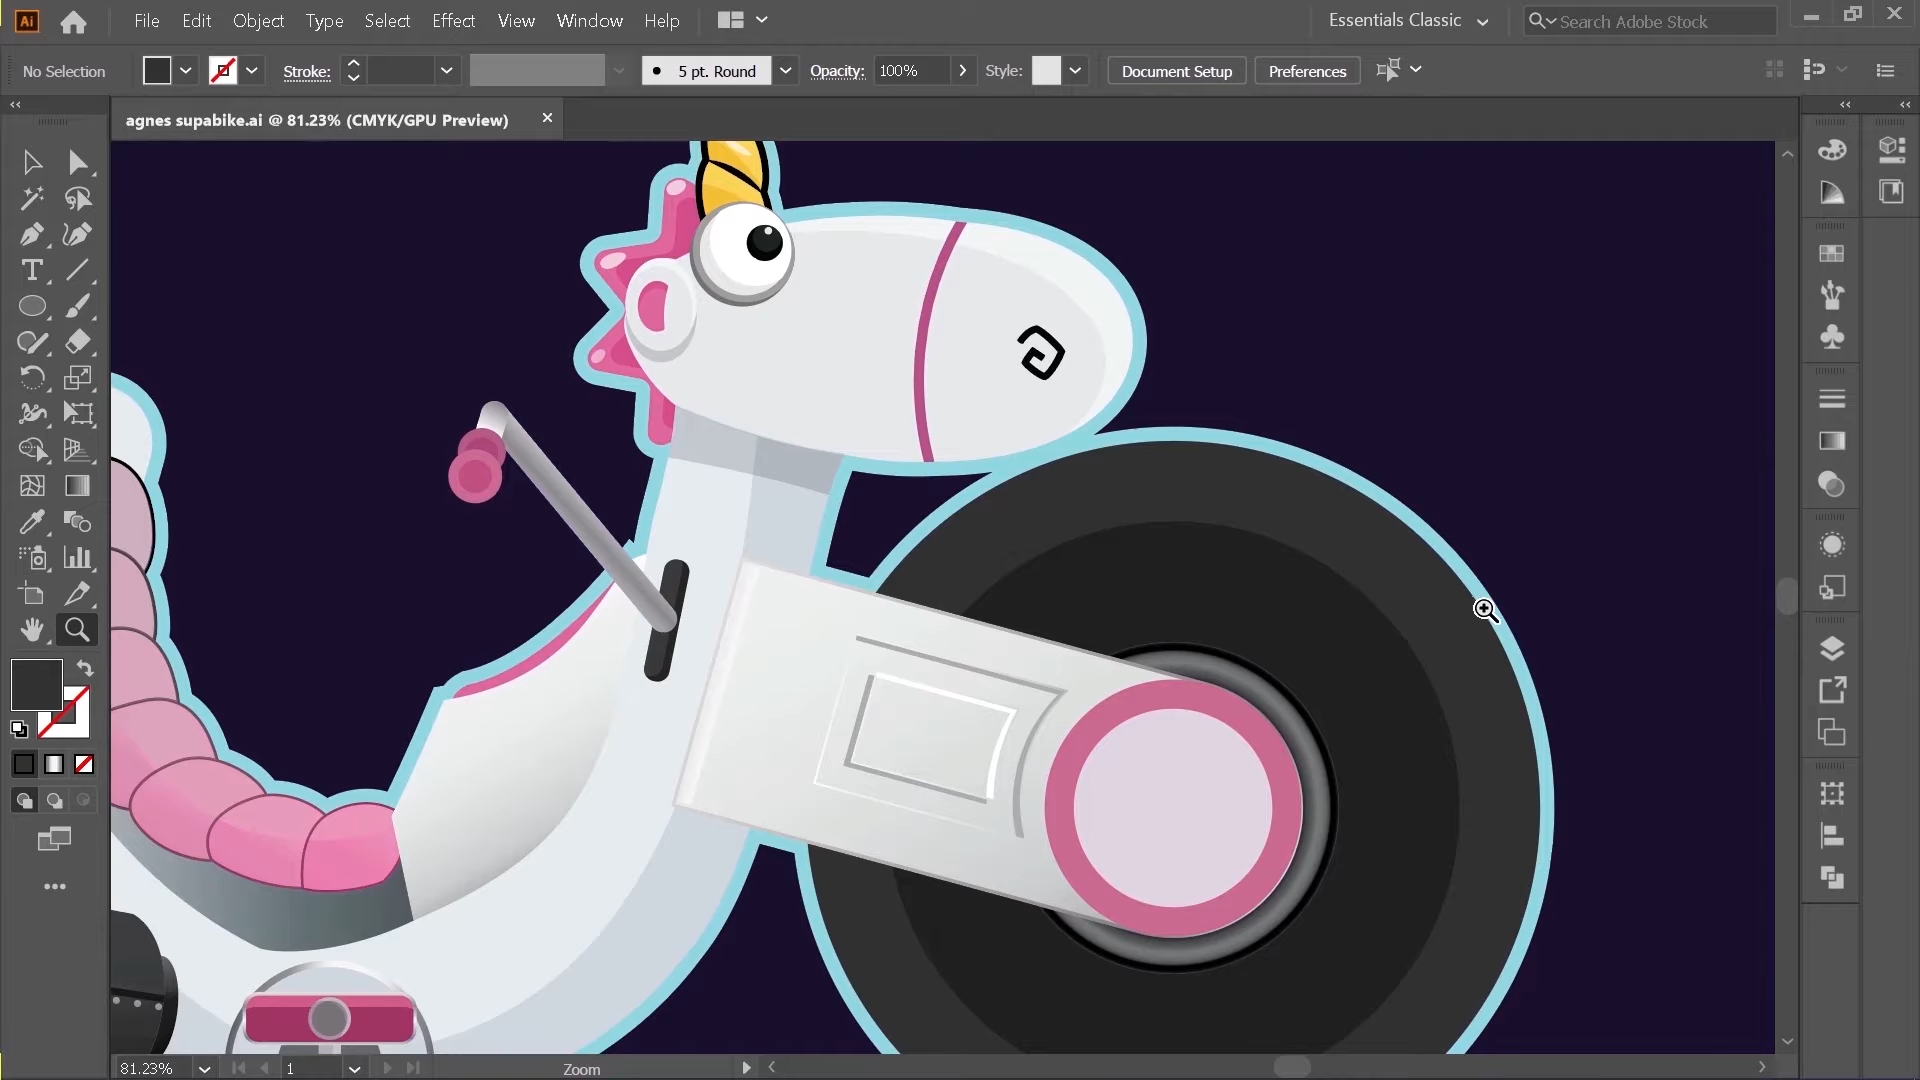 Ai File Edit Object Type Select Effect View Window Help Essentials Classic Search Adobe Stock
No Selection Stroke: 5 pt. Round Opacity: 100% Style: Document Setup Preferences
agnes supabike.ai @ 81.23% (CMYK/GPU Preview)
81.23% 1 Zoom